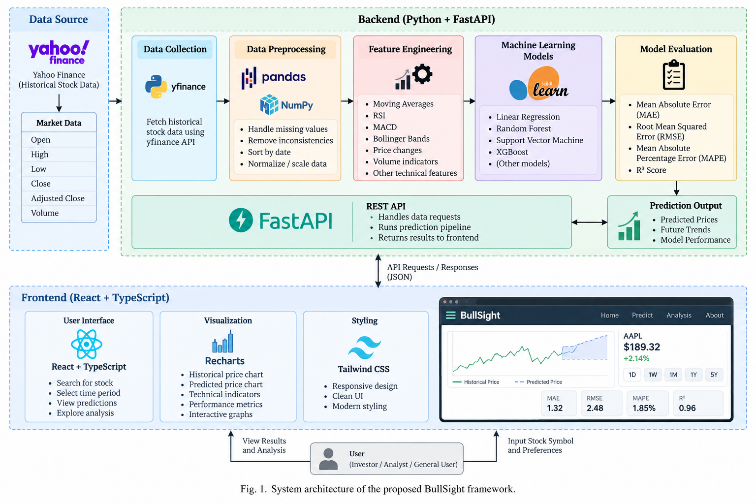 Data Source
yahoo!
finance
Yahoo Finance
(Historical Stock Data)
Market Data
Open
High
Low
Close
Adjusted Close
Volume
Backend (Python + FastAPI)
Data Collection
yfinance
Fetch historical
stock data using
yfinance API
Data Preprocessing
pandas
NumPy
• Handle missing values
• Remove inconsistencies
• Sort by date
• Normalize / scale data
Feature Engineering
• Moving Averages
• RSI
• MACD
• Bollinger Bands
• Price changes
• Volume indicators
• Other technical features
Machine Learning
Models
learn
• Linear Regression
• Random Forest
• Support Vector Machine
• XGBoost
• (Other models)
Model Evaluation
• Mean Absolute Error
(MAE)
• Root Mean Squared
Error (RMSE)
• Mean Absolute
Percentage Error (MAPE)
• R² Score
FastAPI
REST API
• Handles data requests
• Runs prediction pipeline
• Returns results to frontend
Prediction Output
• Predicted Prices
• Future Trends
• Model Performance
API Requests / Responses
(JSON)
Frontend (React + TypeScript)
User Interface
React + TypeScript
• Search for stock
• Select time period
• View predictions
• Explore analysis
Visualization
Recharts
• Historical price chart
• Predicted price chart
• Technical indicators
• Performance metrics
• Interactive graphs
Styling
Tailwind CSS
• Responsive design
• Clean UI
• Modern styling
BullSight
Home Predict Analysis About
Historical Price Predicted Price
AAPL
$189.32
+2.14%
1D 1W 1M 1Y 5Y
MAE
1.32
RMSE
2.48
MAPE
1.85%
R²
0.96
View Results
and Analysis
User
(Investor / Analyst / General User)
Input Stock Symbol
and Preferences
Fig. 1. System architecture of the proposed BullSight framework.